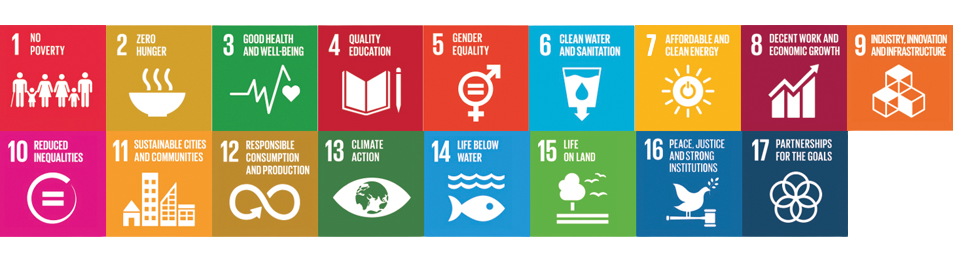 1 NO
POVERTY
2 ZERO
HUNGER
3 GOOD HEALTH
AND WELL-BEING
4 QUALITY
EDUCATION
5 GENDER
EQUALITY
6 CLEAN WATER
AND SANITATION
7 AFFORDABLE AND
CLEAN ENERGY
8 DECENT WORK AND
ECONOMIC GROWTH
9 INDUSTRY, INNOVATION
AND INFRASTRUCTURE
10 REDUCED
INEQUALITIES
11 SUSTAINABLE CITIES
AND COMMUNITIES
12 RESPONSIBLE
CONSUMPTION
AND PRODUCTION
13 CLIMATE
ACTION
14 LIFE BELOW
WATER
15 LIFE
ON LAND
16 PEACE, JUSTICE
AND STRONG
INSTITUTIONS
17 PARTNERSHIPS
FOR THE GOALS